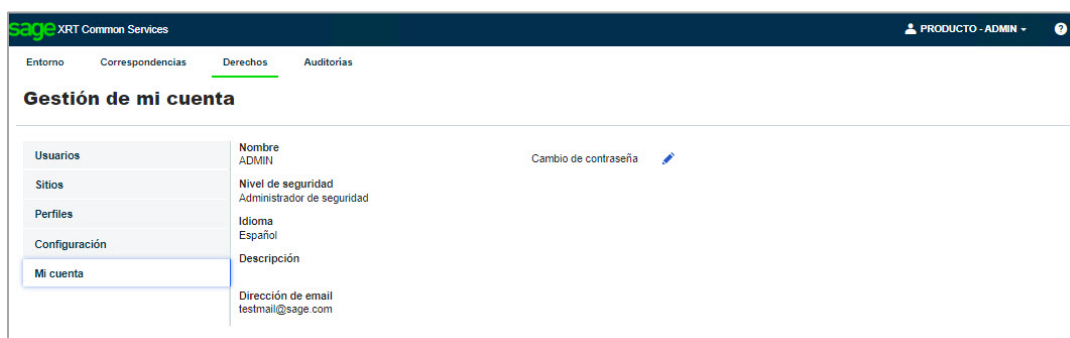 sage XRT Common Services
PRODUCTO - ADMIN
?
Entorno Correspondencias Derechos Auditorías
Gestión de mi cuenta
Usuarios
Sitios
Perfiles
Configuración
Mi cuenta
Nombre
ADMIN
Nivel de seguridad
Administrador de seguridad
Idioma
Español
Descripción
Dirección de email
testmail@sage.com
Cambio de contraseña